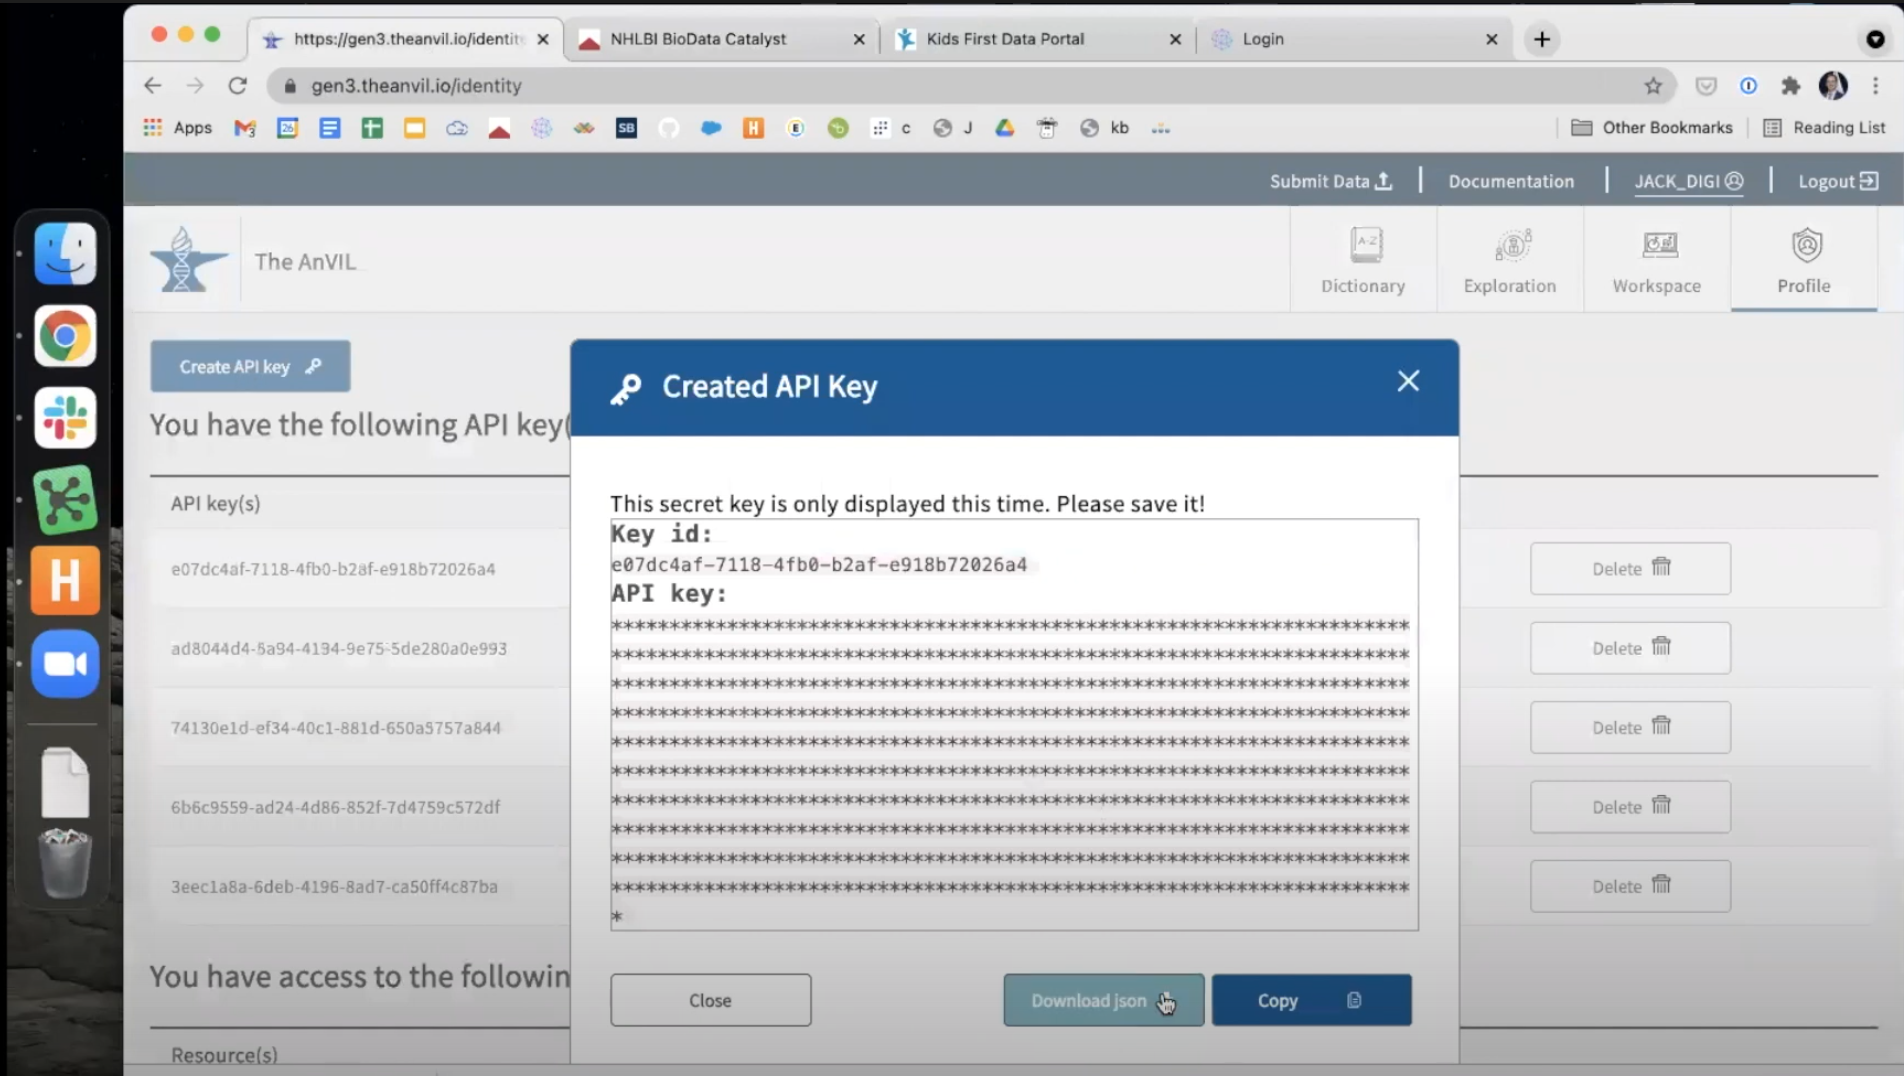 https://gen3.theanvil.io/identit
NHLBI BioData Catalyst
Kids First Data Portal
Login
gen3.theanvil.io/identity
Apps
SB
H
c
J
kb
Other Bookmarks
Reading List
Submit Data
Documentation
JACK_DIGI
Logout
The AnVIL
Dictionary
Exploration
Workspace
Profile
Create API key
You have the following API key(
API key(s)
e07dc4af-7118-4fb0-b2af-e918b72026a4
Delete
ad8044d4-5a94-4194-9e75-5de280a0e993
Delete
74130e1d-ef34-40c1-881d-650a5757a844
Delete
6b6c9559-ad24-4d86-852f-7d4759c572df
Delete
3eec1a8a-6deb-4196-8ad7-ca50ff4c87ba
Delete
You have access to the followin
Resource(s)
Created API Key
This secret key is only displayed this time. Please save it!
Key id:
e07dc4af-7118-4fb0-b2af-e918b72026a4
API key:
Close
Download json
Copy